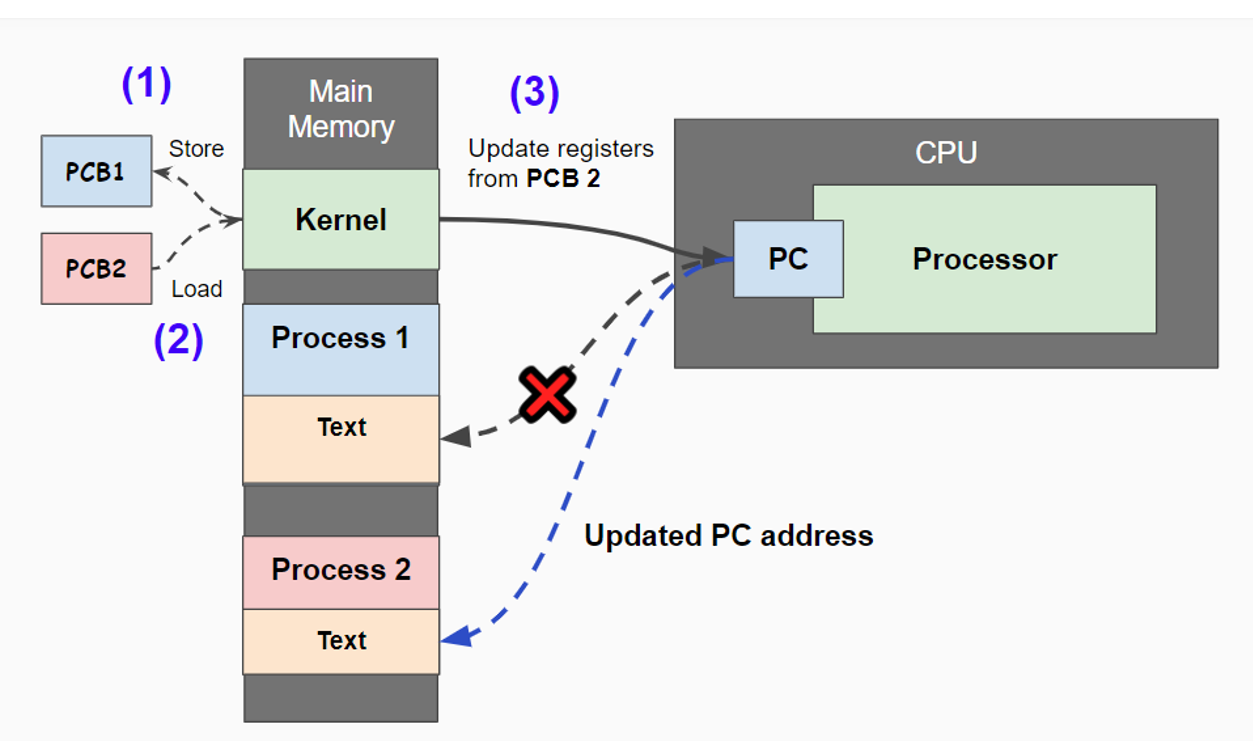 (1)
Main
Memory
(3)
Store
Update registers
from PCB 2
CPU
PCB1
Kernel
PC
Processor
PCB2
Load
(2)
Process 1
Text
Updated PC address
Process 2
Text